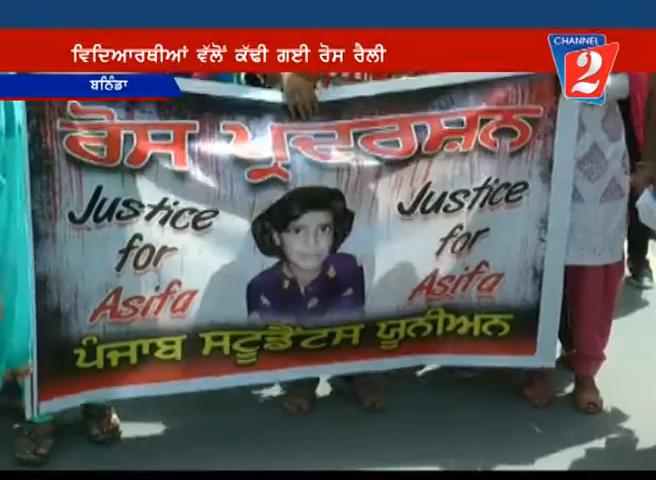 ਵਿਦਿਆਰਥੀਆਂ ਵੱਲੋਂ ਕੱਢੀ ਗਈ ਰੋਸ ਰੈਲੀ
CHANNEL
2
ਬਠਿੰਡਾ
ਰੋਸ ਪ੍ਰਦਰਸ਼ਨ
Justice
for
Asifa
Justice
for
Asifa
ਪੰਜਾਬ ਸਟੂਡੈਂਟਸ ਯੂਨੀਅਨ